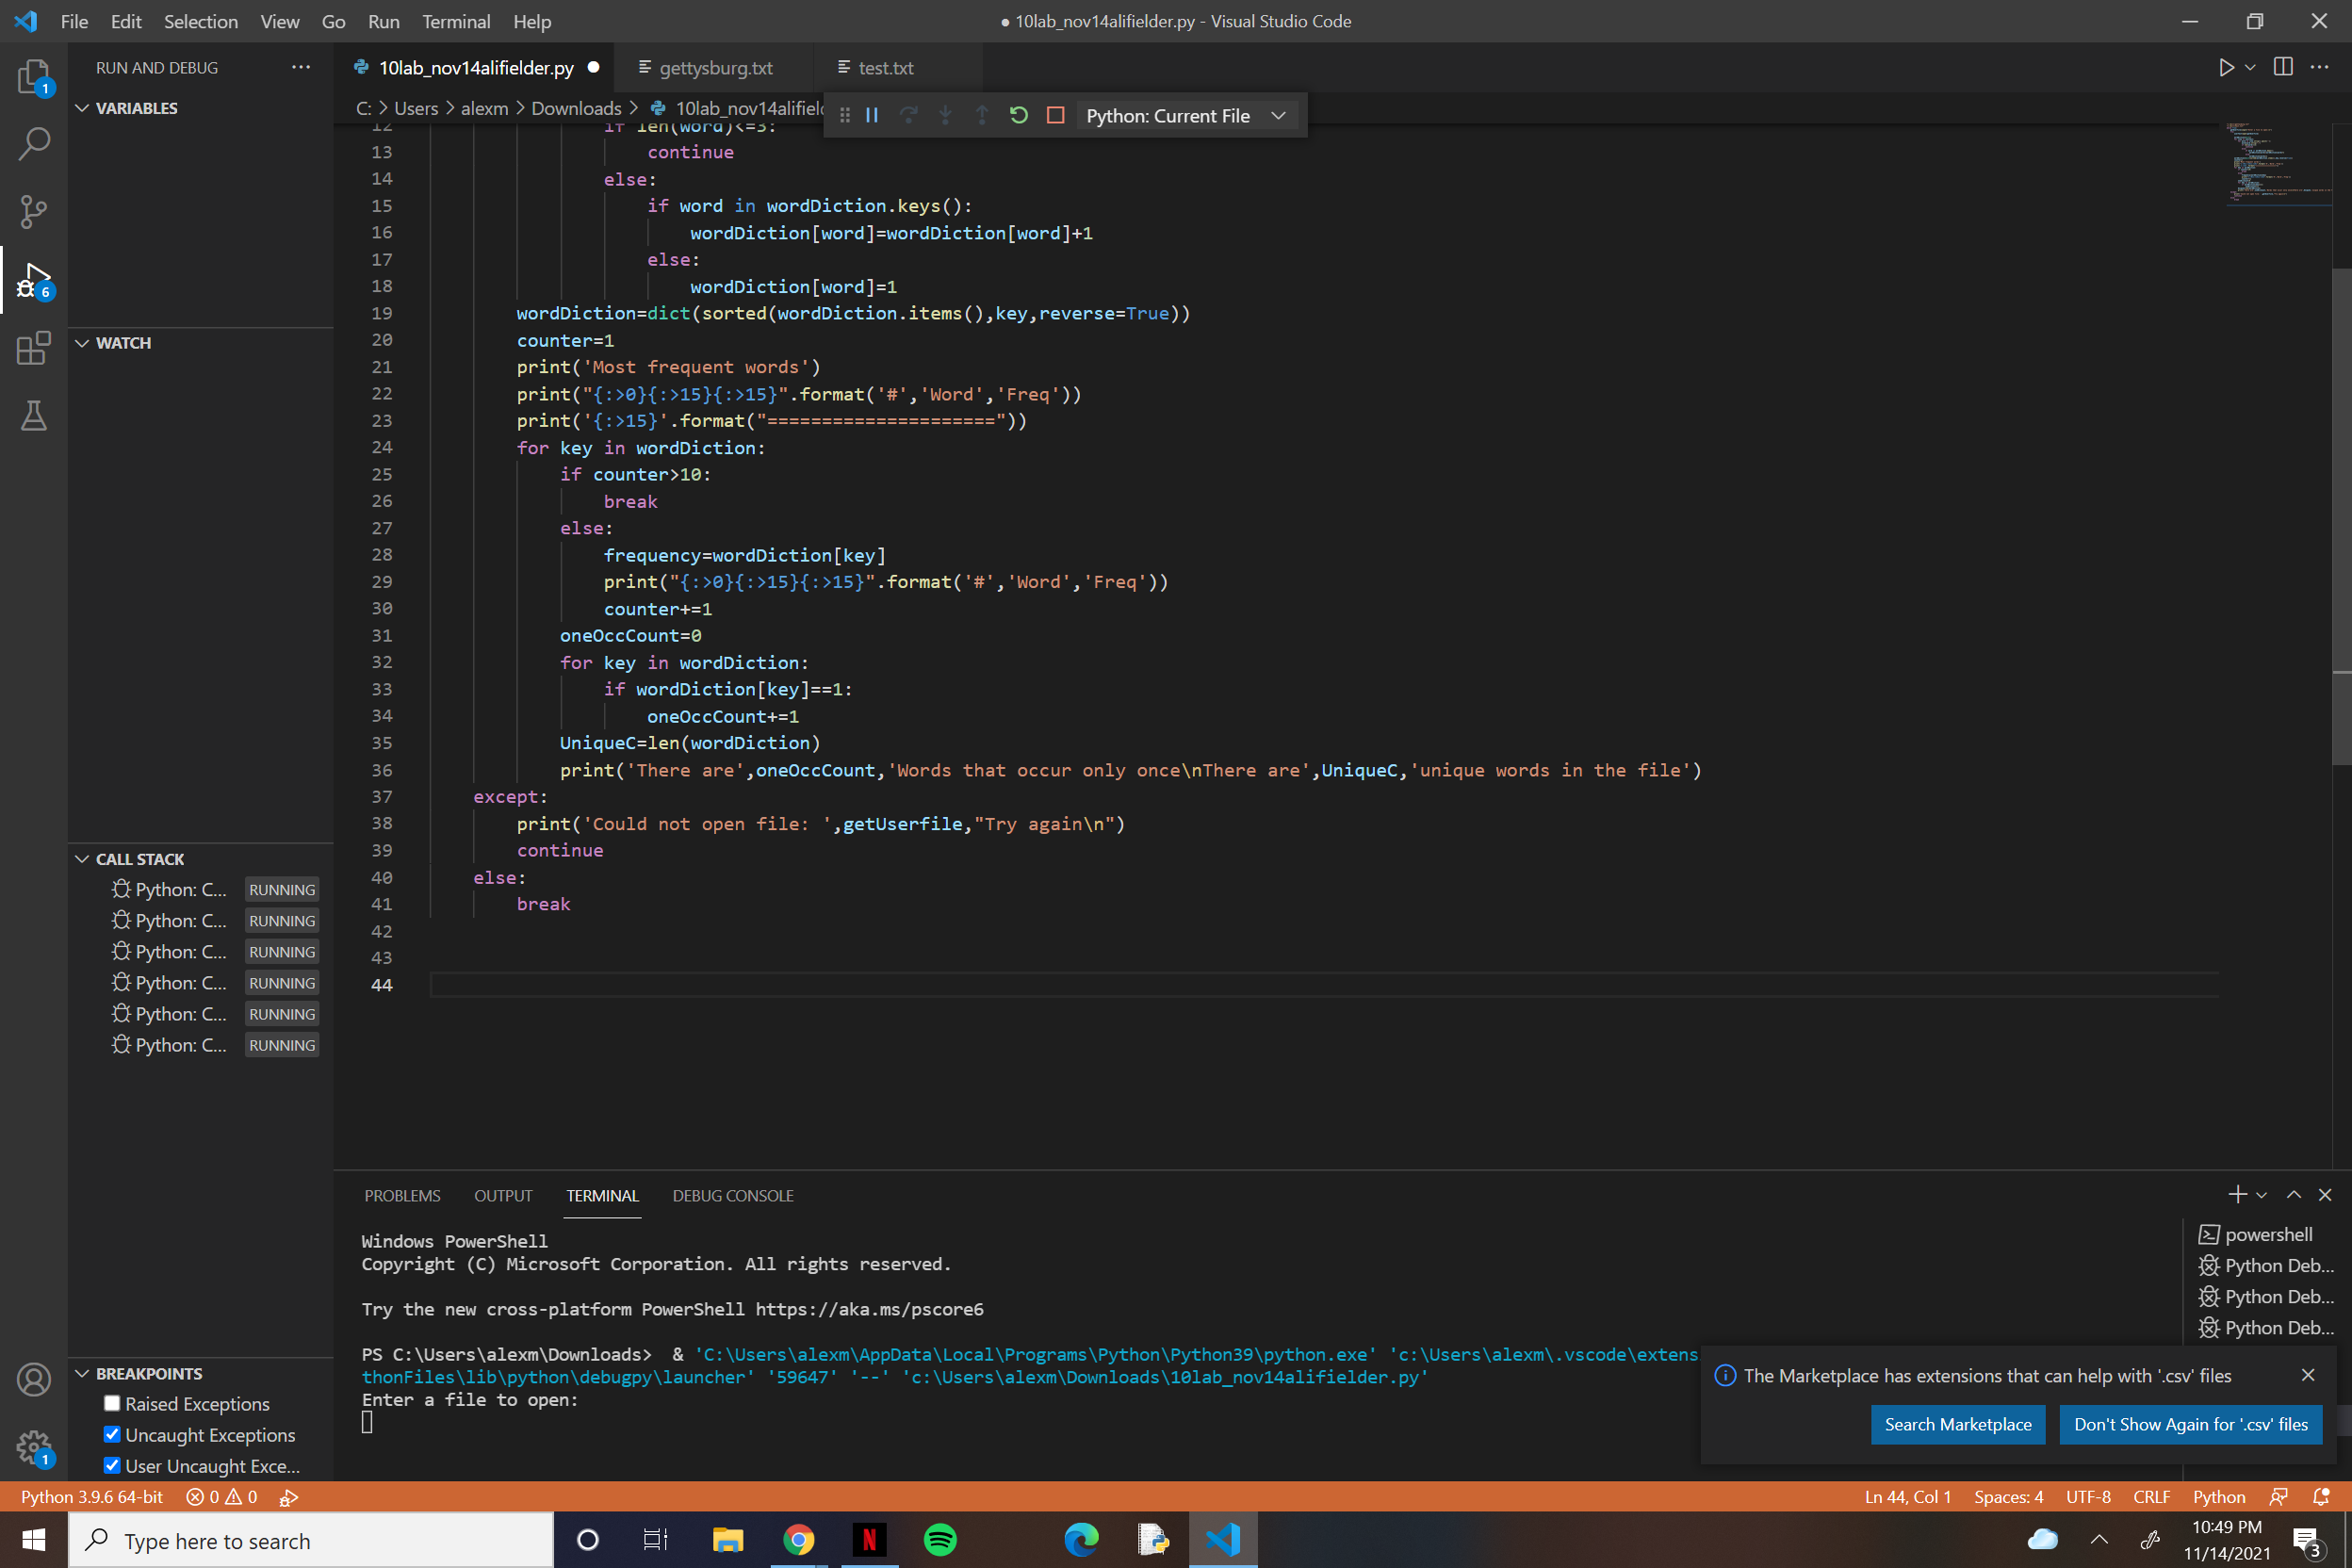 File Edit Selection View Go Run Terminal Help
● 10lab_nov14alifielder.py - Visual Studio Code
RUN AND DEBUG ···
10lab_nov14alifielder.py ●
gettysburg.txt
test.txt
C: > Users > alexm > Downloads > 10lab_nov14alifield
Python: Current File
1
6
1
VARIABLES
WATCH
CALL STACK
Python: C... RUNNING
Python: C... RUNNING
Python: C... RUNNING
Python: C... RUNNING
Python: C... RUNNING
Python: C... RUNNING
BREAKPOINTS
Raised Exceptions
Uncaught Exceptions
User Uncaught Exce...
12 if len(word)<=3:
13 continue
14 else:
15 if word in wordDiction.keys():
16 wordDiction[word]=wordDiction[word]+1
17 else:
18 wordDiction[word]=1
19 wordDiction=dict(sorted(wordDiction.items(),key,reverse=True))
20 counter=1
21 print('Most frequent words')
22 print("{:>0}{:>15}{:>15}".format('#','Word','Freq'))
23 print('{:>15}'.format("====================="))
24 for key in wordDiction:
25 if counter>10:
26 break
27 else:
28 frequency=wordDiction[key]
29 print("{:>0}{:>15}{:>15}".format('#','Word','Freq'))
30 counter+=1
31 oneOccCount=0
32 for key in wordDiction:
33 if wordDiction[key]==1:
34 oneOccCount+=1
35 UniqueC=len(wordDiction)
36 print('There are',oneOccCount,'Words that occur only once\nThere are',UniqueC,'unique words in the file')
37 except:
38 print('Could not open file: ',getUserfile,"Try again\n")
39 continue
40 else:
41 break
42
43
44
PROBLEMS OUTPUT TERMINAL DEBUG CONSOLE
Windows PowerShell
Copyright (C) Microsoft Corporation. All rights reserved.
Try the new cross-platform PowerShell https://aka.ms/pscore6
PS C:\Users\alexm\Downloads> & 'C:\Users\alexm\AppData\Local\Programs\Python\Python39\python.exe' 'c:\Users\alexm\.vscode\extens
thonFiles\lib\python\debugpy\launcher' '59647' '--' 'c:\Users\alexm\Downloads\10lab_nov14alifielder.py'
Enter a file to open:
powershell
Python Deb...
Python Deb...
Python Deb...
The Marketplace has extensions that can help with '.csv' files
Search Marketplace
Don't Show Again for '.csv' files
Python 3.9.6 64-bit 0 0
Ln 44, Col 1 Spaces: 4 UTF-8 CRLF Python
Type here to search
N
10:49 PM
11/14/2021
3